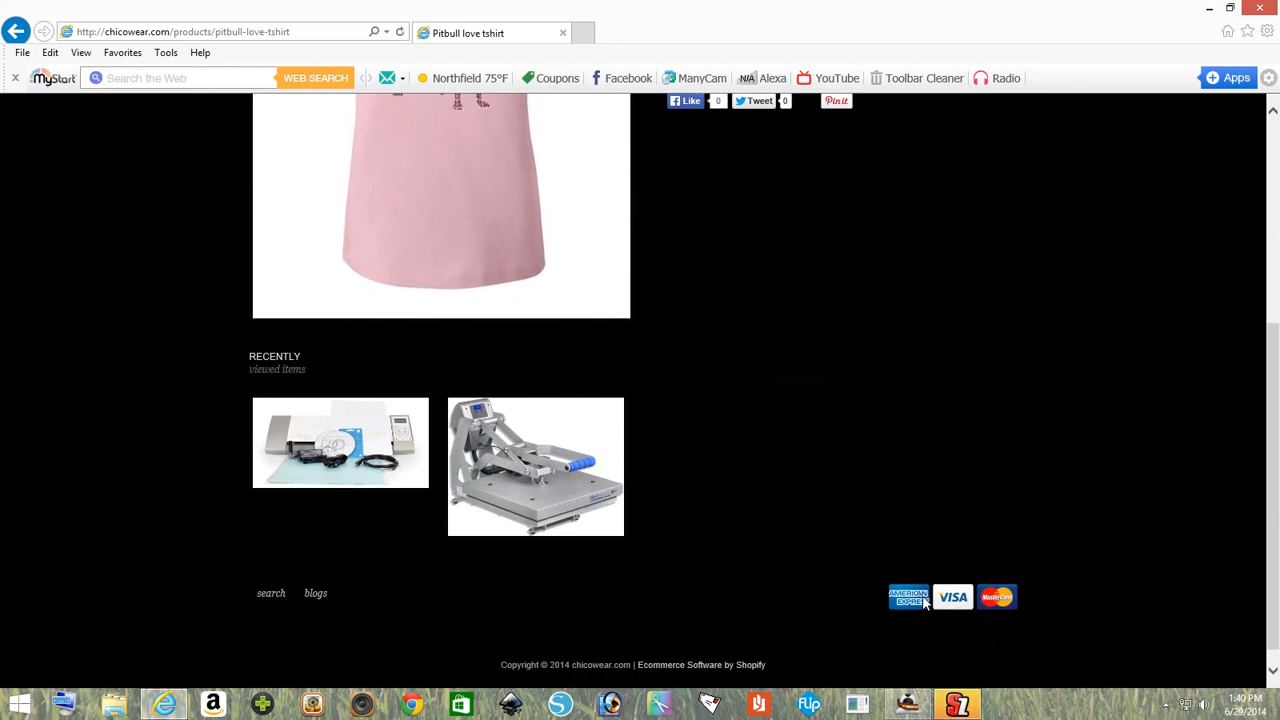 http://chicowear.com/products/pitbull-love-tshirt
Pitbull love tshirt
File Edit View Favorites Tools Help
mystart Search the Web WEB SEARCH Northfield 75°F Coupons Facebook ManyCam N/A Alexa YouTube Toolbar Cleaner Radio Apps
Like 0 Tweet 0 Pin it
RECENTLY
viewed items
search blogs
AMERICAN EXPRESS VISA MasterCard
Copyright © 2014 chicowear.com | Ecommerce Software by Shopify
1:40 PM
6/29/2014